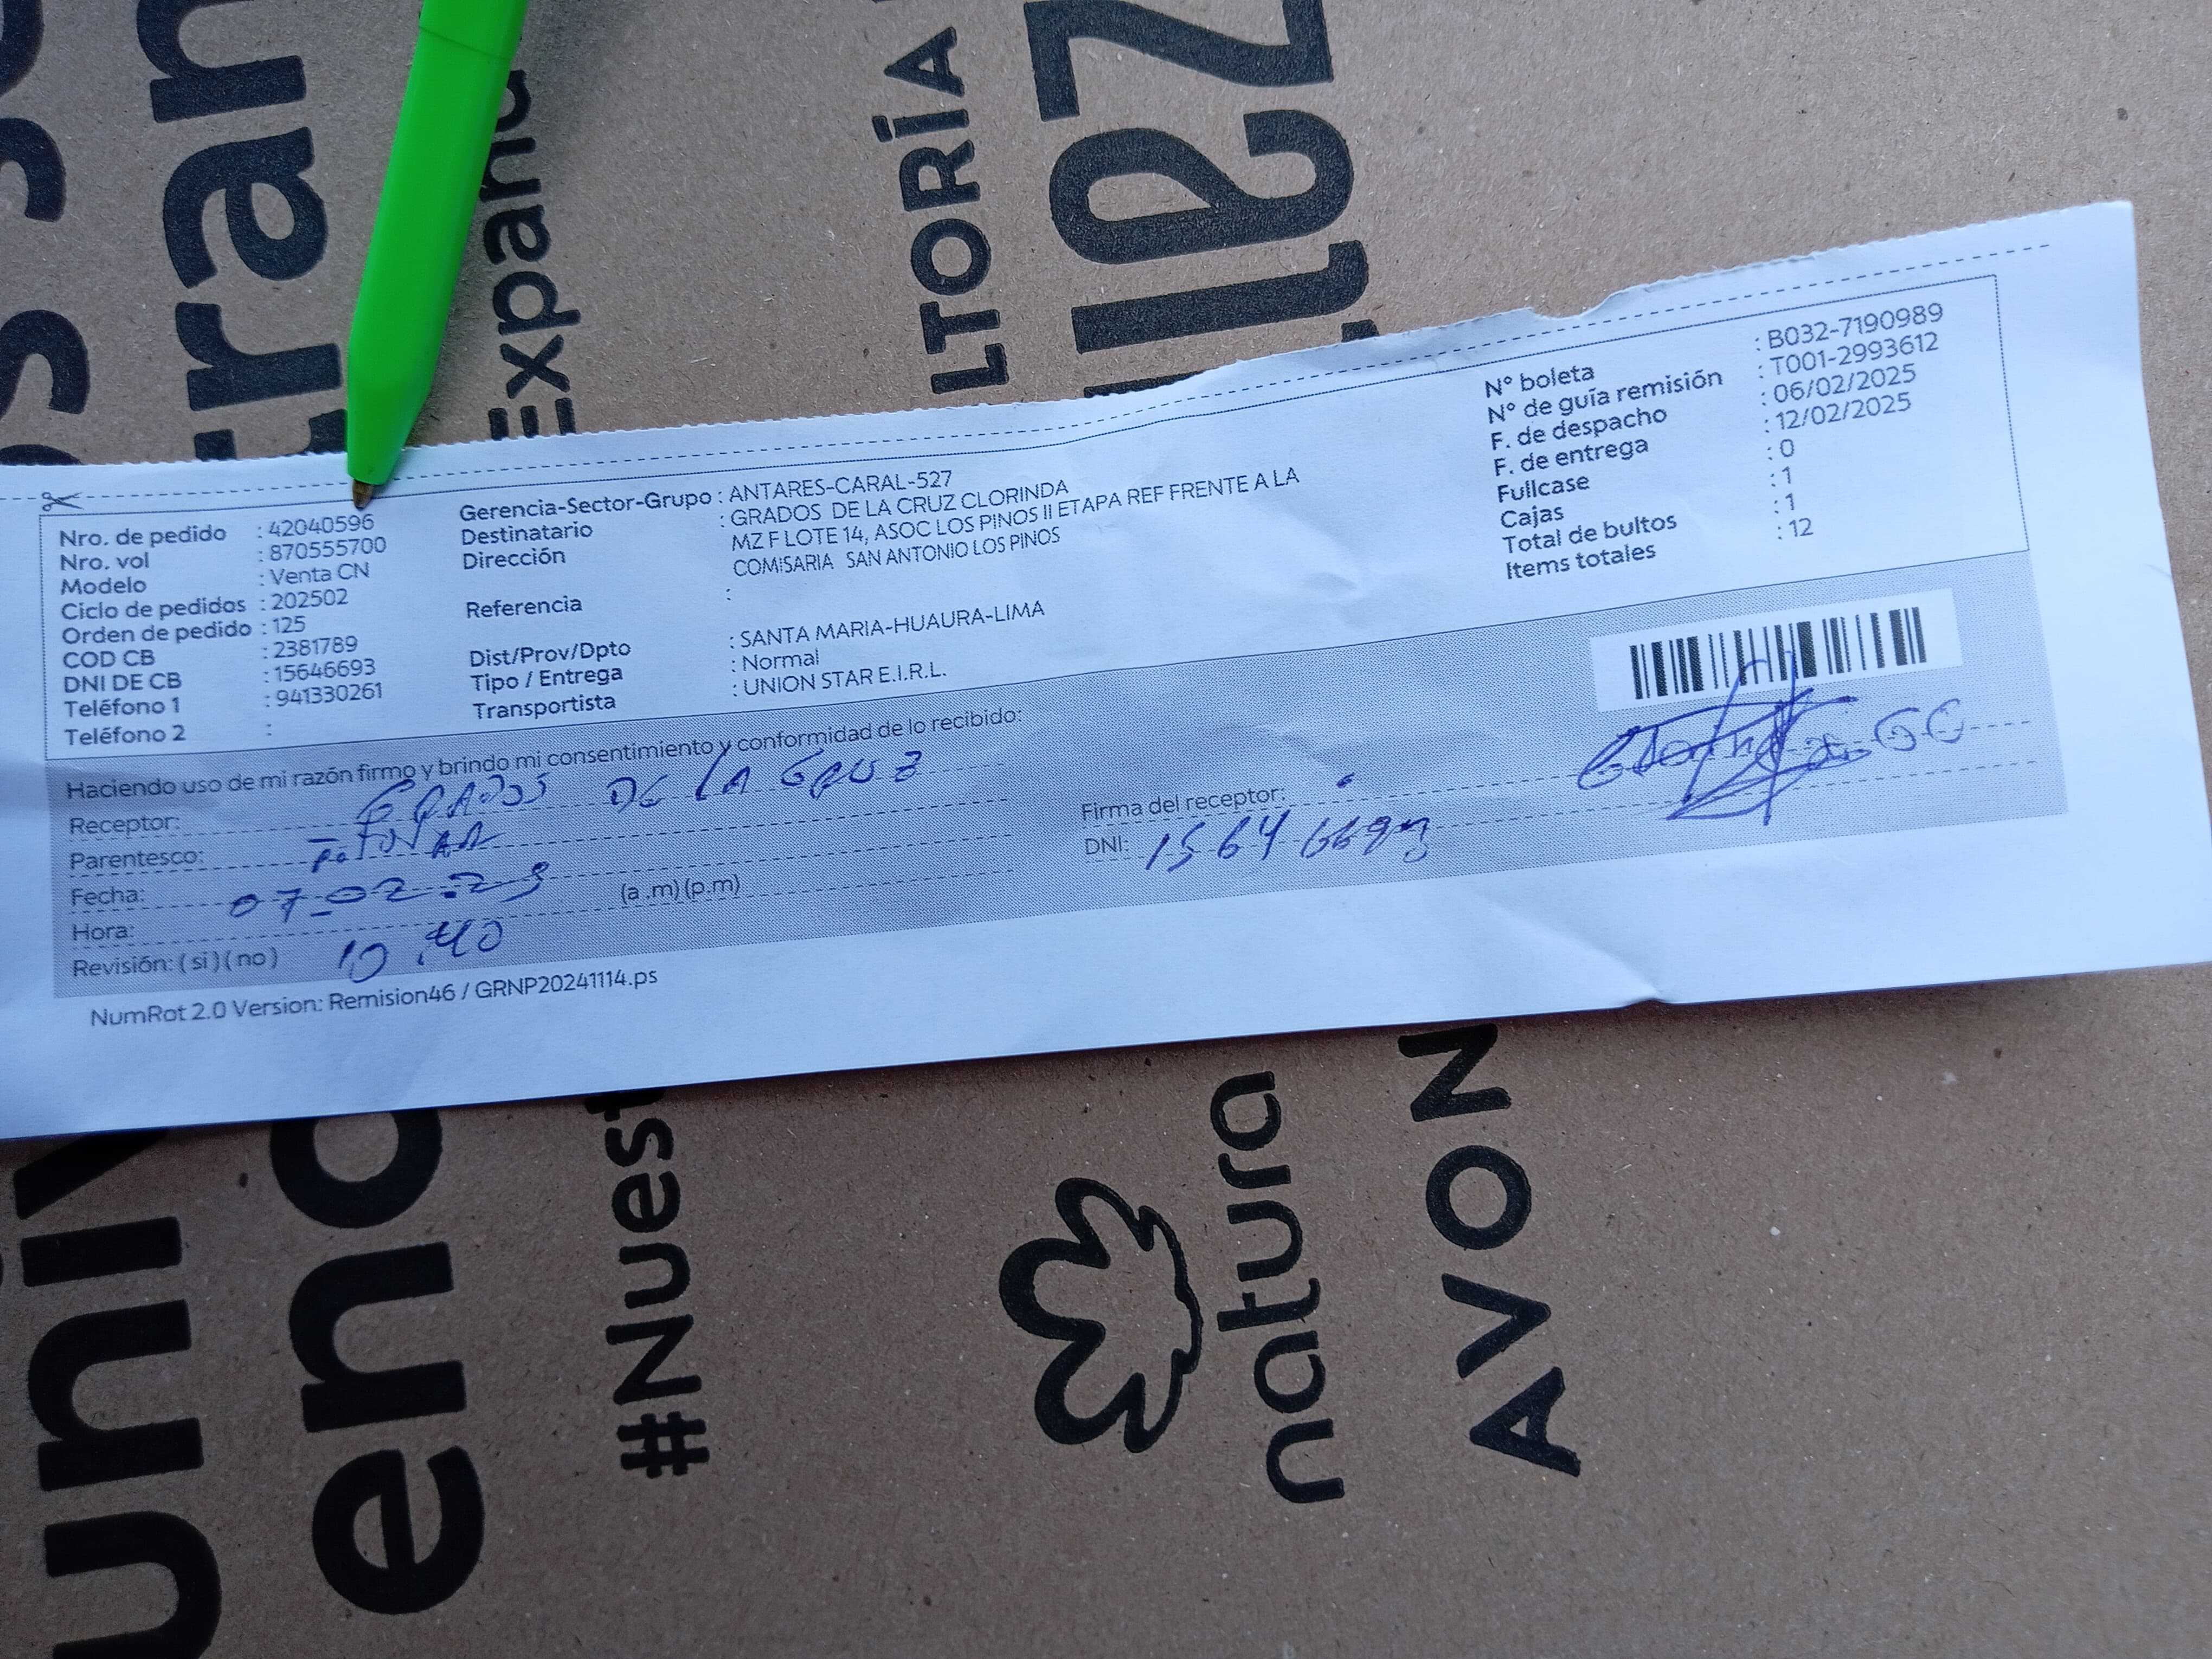 Nro. de pedido : 42040596
Nro. vol : 870555700
Modelo : Venta CN
Ciclo de pedidos : 202502
Orden de pedido : 125
COD CB : 2381789
DNI DE CB : 15646693
Teléfono 1 : 941330261
Teléfono 2 :
Gerencia-Sector-Grupo : ANTARES-CARAL-527
Destinatario : GRADOS DE LA CRUZ CLORINDA
Dirección : MZ F LOTE 14, ASOC LOS PINOS II ETAPA REF FRENTE A LA
COMISARIA SAN ANTONIO LOS PINOS
Referencia :
Dist/Prov/Dpto : SANTA MARIA-HUAURA-LIMA
Tipo / Entrega : Normal
Transportista : UNION STAR E.I.R.L.
N° boleta : B032-7190989
N° de guía remisión : T001-2993612
F. de despacho : 06/02/2025
F. de entrega : 12/02/2025
Fullcase : 0
Cajas : 1
Total de bultos : 1
Items totales : 12
Haciendo uso de mi razón firmo y brindo mi consentimiento y conformidad de lo recibido:
Receptor: GRADOS DE LA CRUZ
Parentesco:
Fecha: 07-02-25
Hora: (a .m) (p.m)
Revisión: ( si ) ( no ) 10:40
Firma del receptor:
DNI: 15646693
NumRot 2.0 Version: Remision46 / GRNP20241114.ps
LTORÍA
Expand
#Nuest
natura
AVON